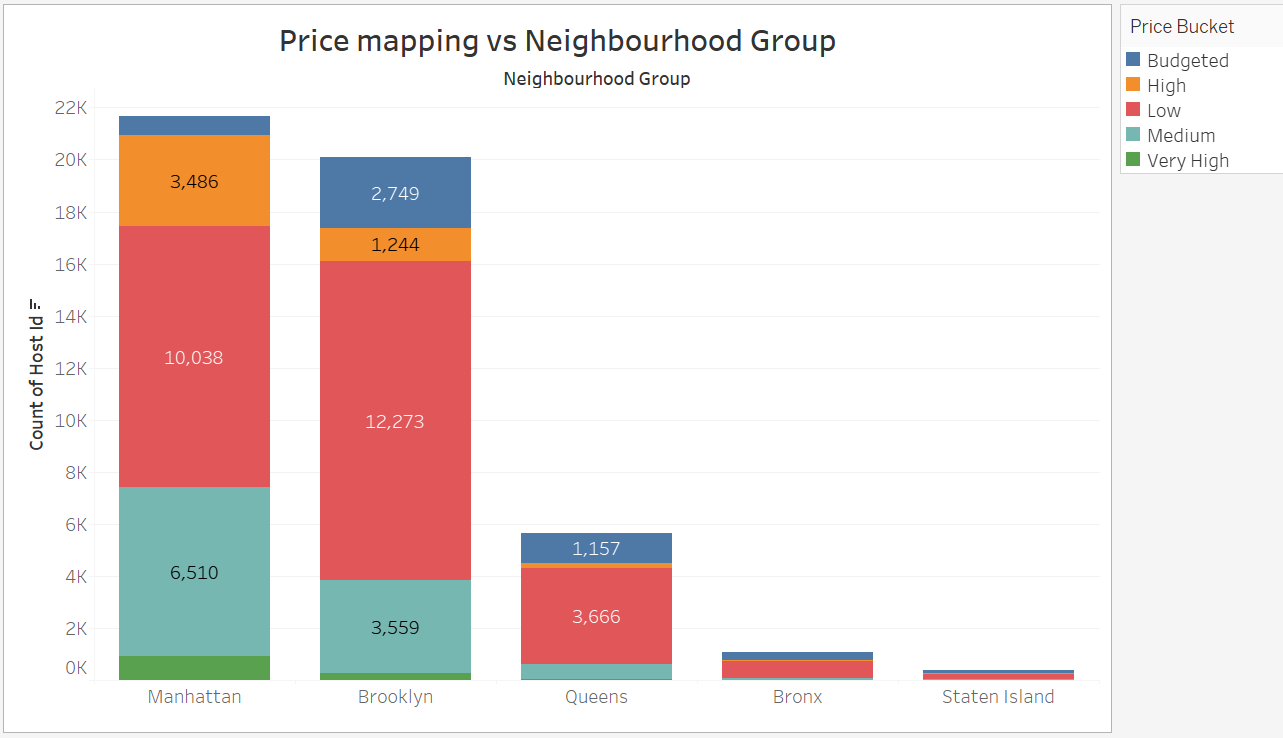 Price mapping vs Neighbourhood Group
Neighbourhood Group
Price Bucket
Budgeted
High
Low
Medium
Very High
Count of Host Id
22K
20K
18K
16K
14K
12K
10K
8K
6K
4K
2K
0K
3,486
10,038
6,510
2,749
1,244
12,273
3,559
1,157
3,666
Manhattan
Brooklyn
Queens
Bronx
Staten Island